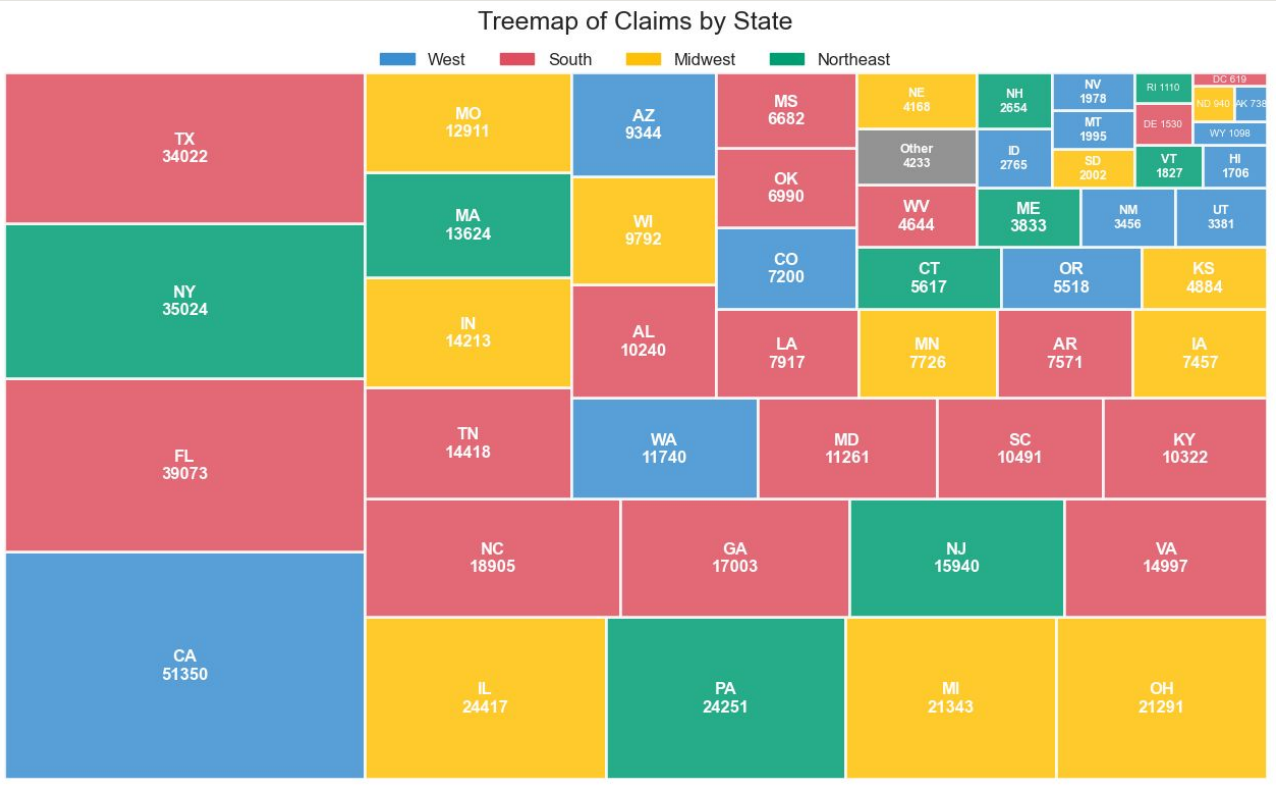 Treemap of Claims by State
West
South
Midwest
Northeast
TX
34022
NY
35024
FL
39073
CA
51350
MO
12911
MA
13624
IN
14213
TN
14418
AZ
9344
WI
9792
AL
10240
MS
6682
OK
6990
CO
7200
LA
7917
NE
4168
Other
4233
WV
4644
NH
2654
ID
2765
ME
3833
NV
1978
MT
1995
SD
2002
RI 1110
DE 1530
VT
1827
DC 619
ND 940
AK 738
WY 1098
HI
1706
NM
3456
UT
3381
CT
5617
OR
5518
KS
4884
MN
7726
AR
7571
IA
7457
WA
11740
MD
11261
SC
10491
KY
10322
NC
18905
GA
17003
NJ
15940
VA
14997
IL
24417
PA
24251
MI
21343
OH
21291